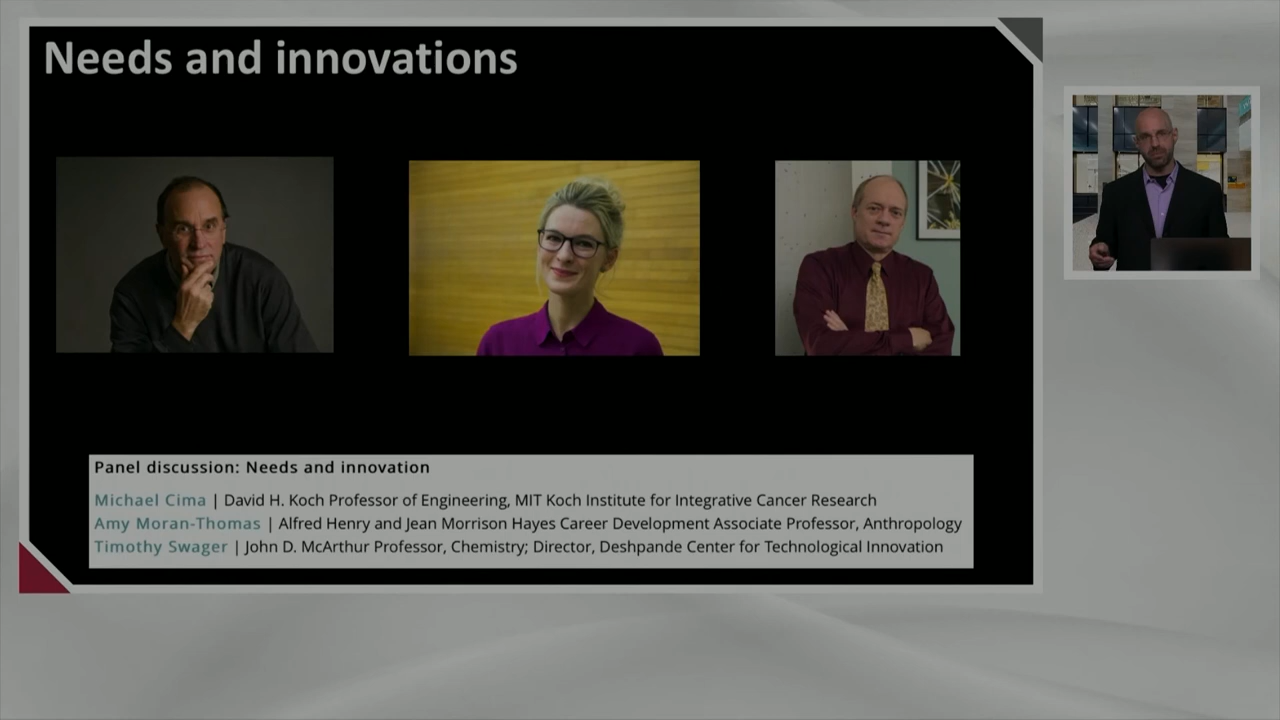 Needs and innovations
Panel discussion: Needs and innovation
Michael Cima | David H. Koch Professor of Engineering, MIT Koch Institute for Integrative Cancer Research
Amy Moran-Thomas | Alfred Henry and Jean Morrison Hayes Career Development Associate Professor, Anthropology
Timothy Swager | John D. McArthur Professor, Chemistry; Director, Deshpande Center for Technological Innovation